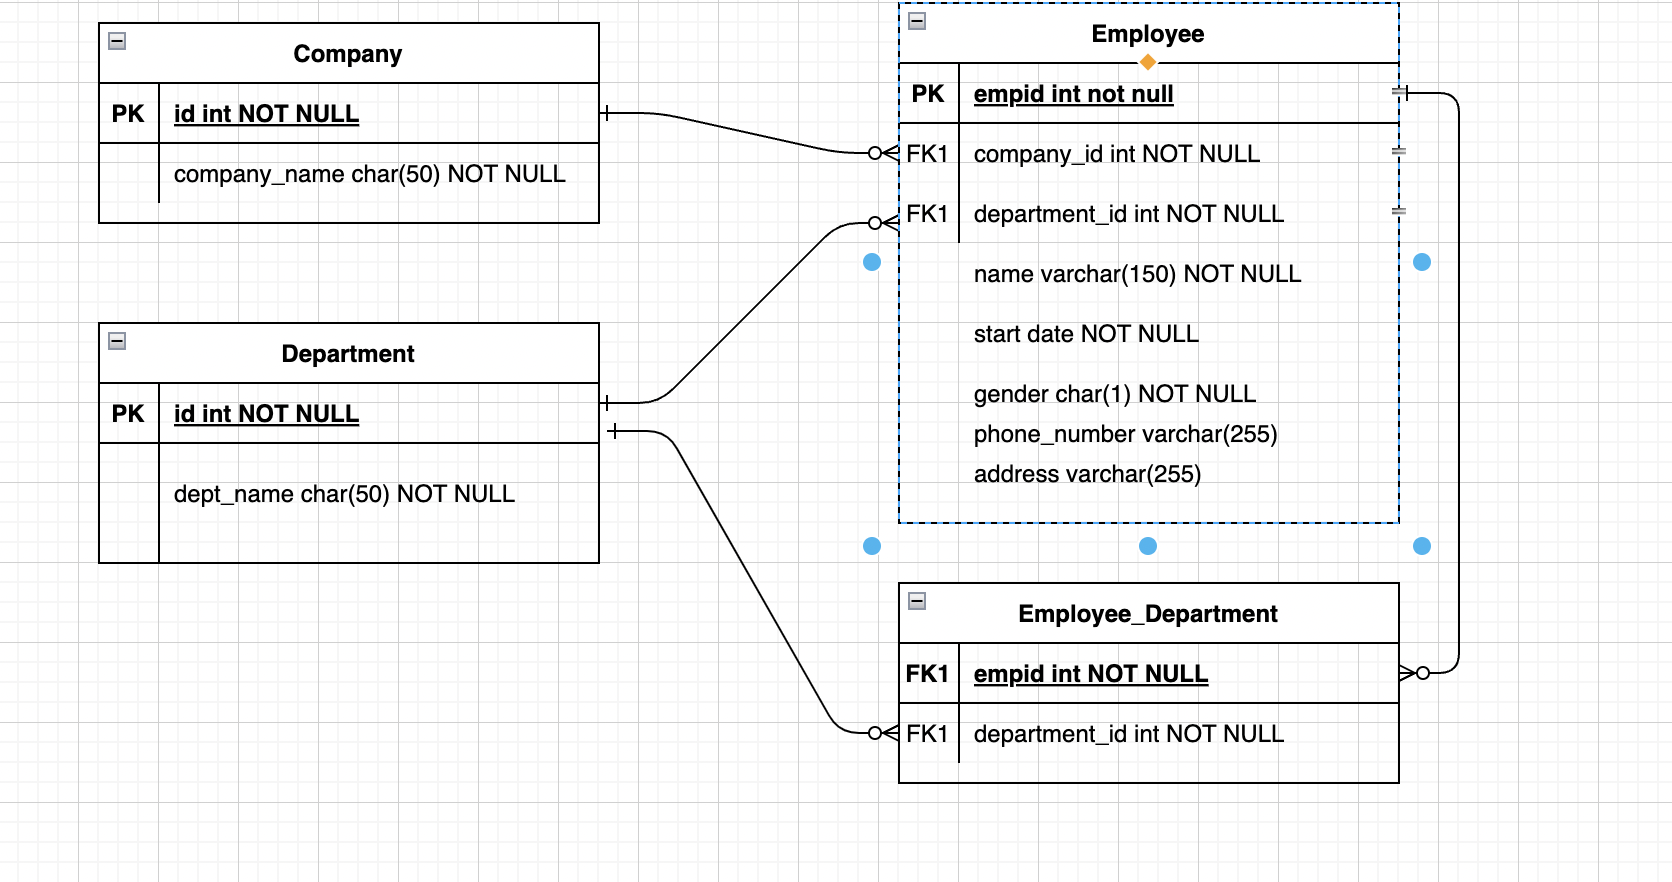 Company
PK id int NOT NULL
company_name char(50) NOT NULL
Department
PK id int NOT NULL
dept_name char(50) NOT NULL
Employee
PK empid int not null
FK1 company_id int NOT NULL
FK1 department_id int NOT NULL
name varchar(150) NOT NULL
start date NOT NULL
gender char(1) NOT NULL
phone_number varchar(255)
address varchar(255)
Employee_Department
FK1 empid int NOT NULL
FK1 department_id int NOT NULL